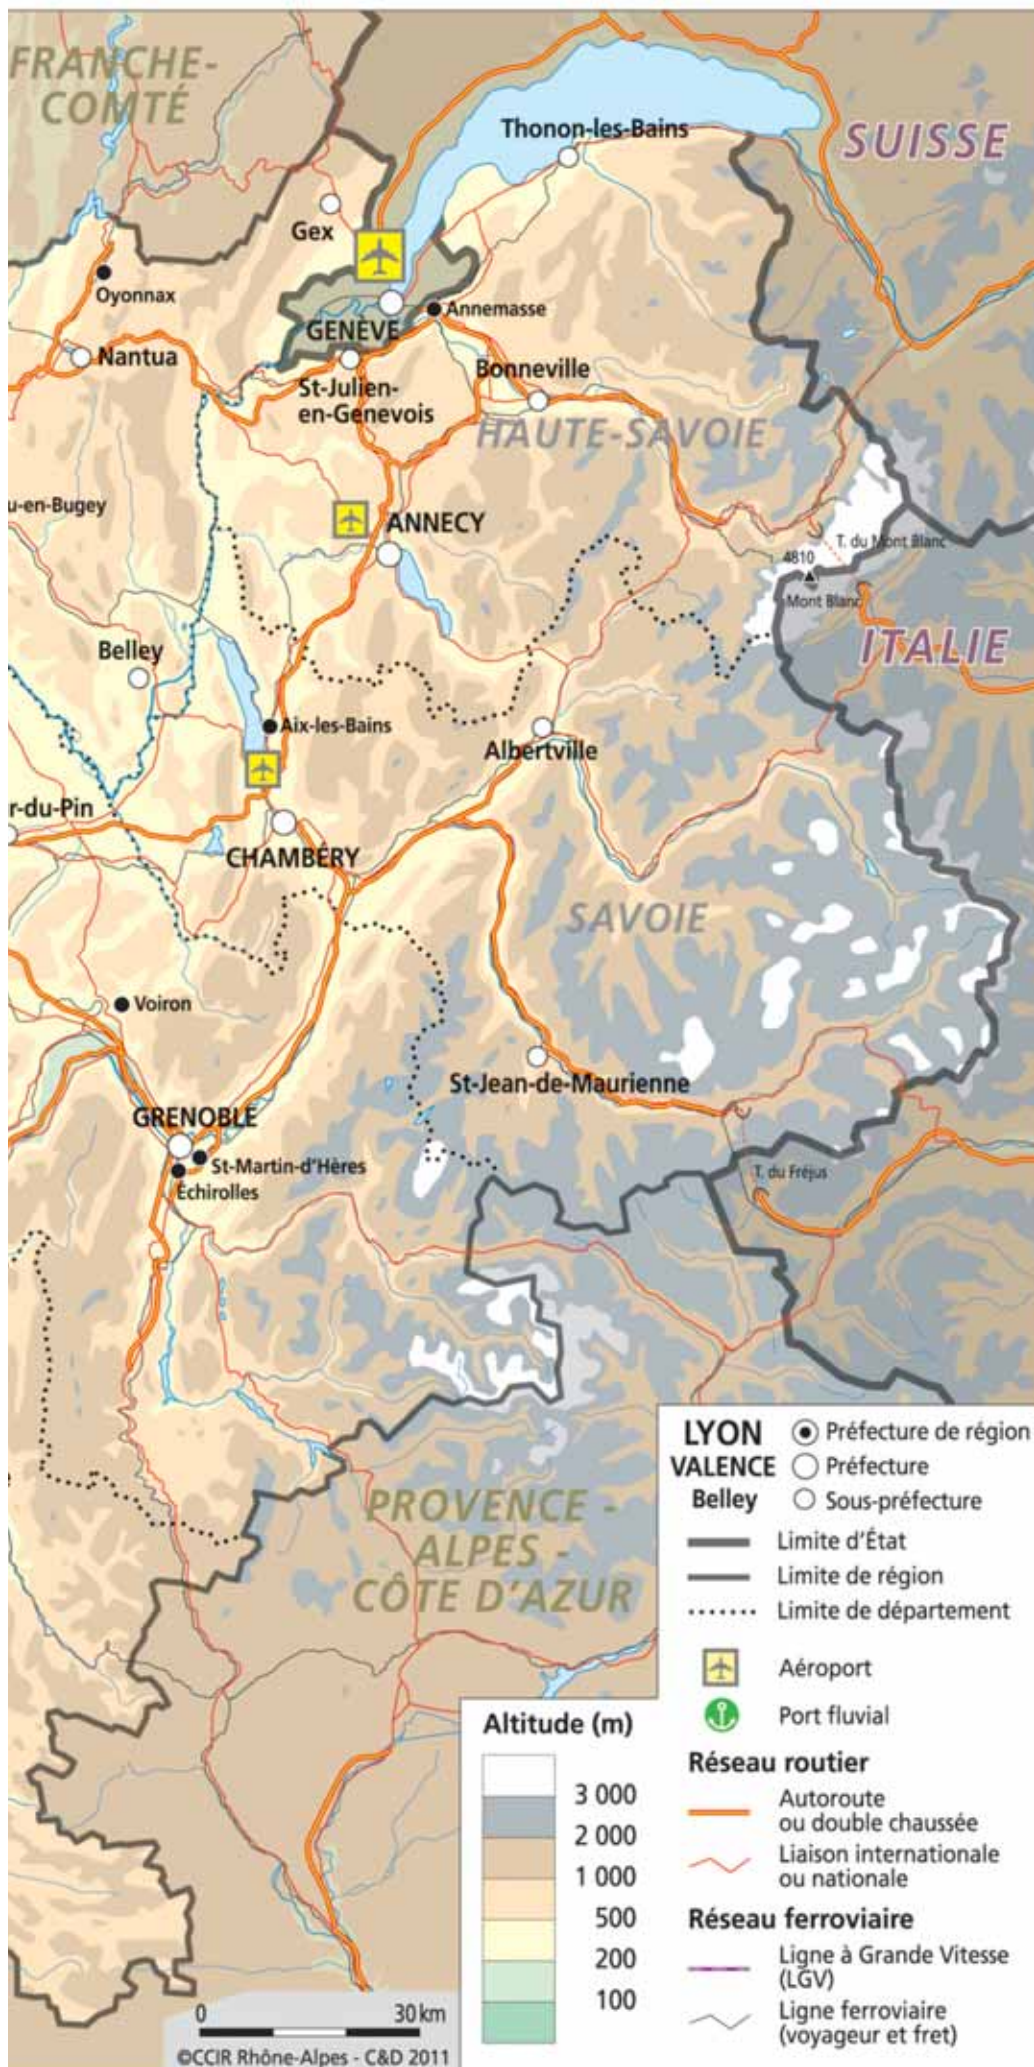 FRANCHE-
COMTÉ
Thonon-les-Bains
SUISSE
Gex
Oyonnax
Annemasse
GENÈVE
Nantua
St-Julien-
en-Genevois
Bonneville
HAUTE-SAVOIE
u-en-Bugey
ANNECY
T. du Mont Blanc
4810
Mont Blanc
ITALIE
Belley
Aix-les-Bains
Albertville
r-du-Pin
CHAMBÉRY
SAVOIE
Voiron
St-Jean-de-Maurienne
GRENOBLE
St-Martin-d'Hères
Échirolles
T. du Fréjus
PROVENCE -
ALPES -
CÔTE D'AZUR
LYON Préfecture de région
VALENCE Préfecture
Belley Sous-préfecture
Limite d'État
Limite de région
Limite de département
Aéroport
Port fluvial
Réseau routier
Autoroute
ou double chaussée
Liaison internationale
ou nationale
Réseau ferroviaire
Ligne à Grande Vitesse
(LGV)
Ligne ferroviaire
(voyageur et fret)
Altitude (m)
3 000
2 000
1 000
500
200
100
0 30 km
©CCIR Rhône-Alpes - C&D 2011